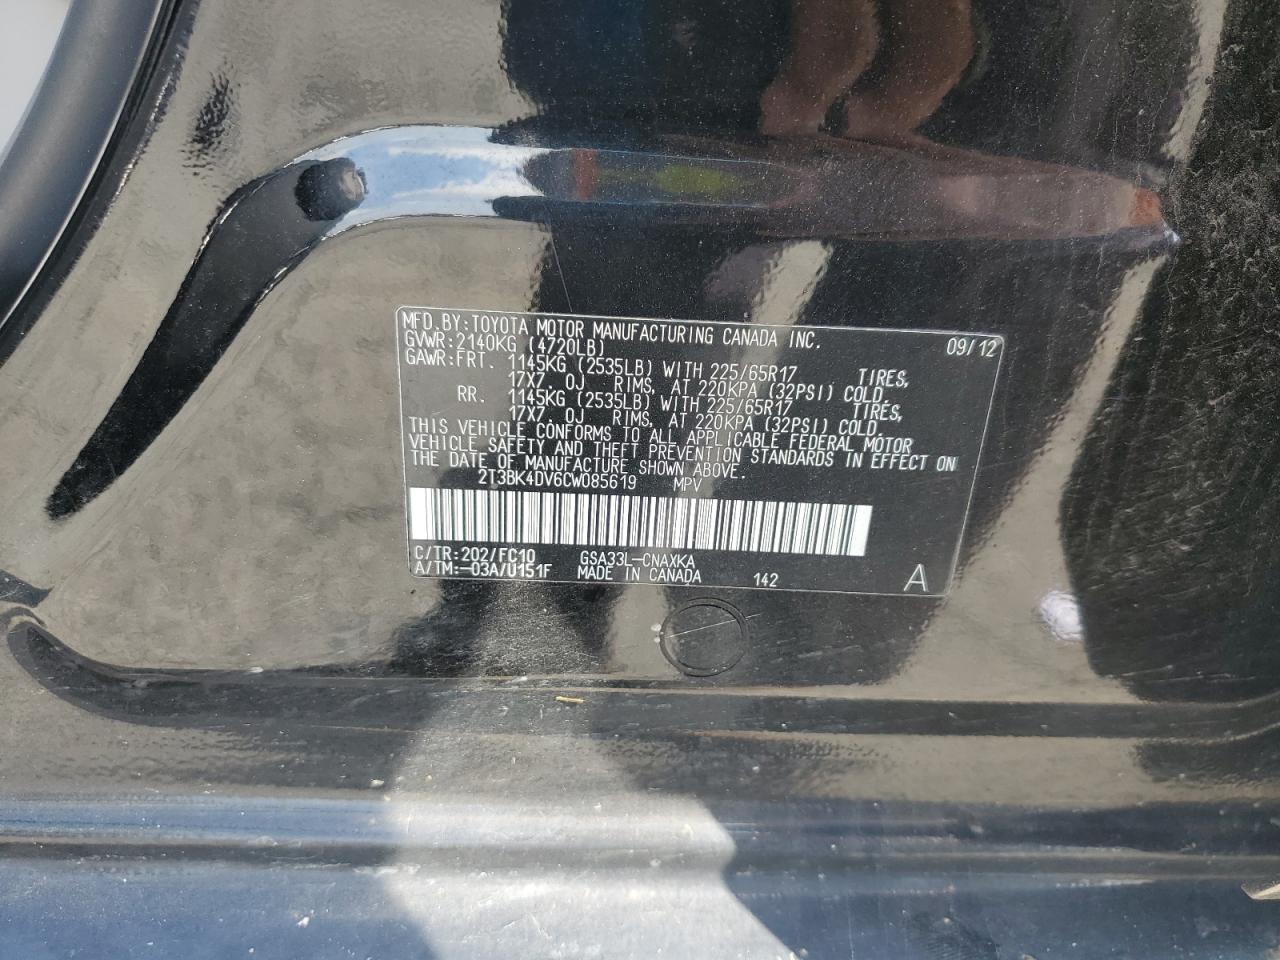 MFD.BY:TOYOTA MOTOR MANUFACTURING CANADA INC.
GVWR:2140KG (4720LB) 09/12
GAWR:FRT. 1145KG (2535LB) WITH 225/65R17 TIRES,
17X7. 0J RIMS, AT 220KPA (32PSI) COLD.
RR. 1145KG (2535LB) WITH 225/65R17 TIRES,
17X7. 0J RIMS, AT 220KPA (32PSI) COLD.
THIS VEHICLE CONFORMS TO ALL APPLICABLE FEDERAL MOTOR
VEHICLE SAFETY AND THEFT PREVENTION STANDARDS IN EFFECT ON
THE DATE OF MANUFACTURE SHOWN ABOVE.
2T3BK4DV6CW085619 MPV
C/TR:202/FC10 GSA33L-CNAXKA
A/TM:-03A/U151F MADE IN CANADA 142 A